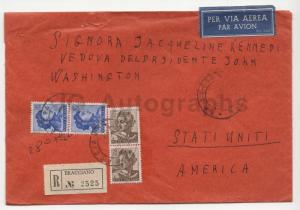 PER VIA AEREA
PAR AVION
SIGNORA JACQUELINE KENNEDI
VEDOVA DEL PRESIDENTE JOHN
WASHINGTON
Autographs
STATI UNITI
AMERICA
BRACCIANO
R № 2525